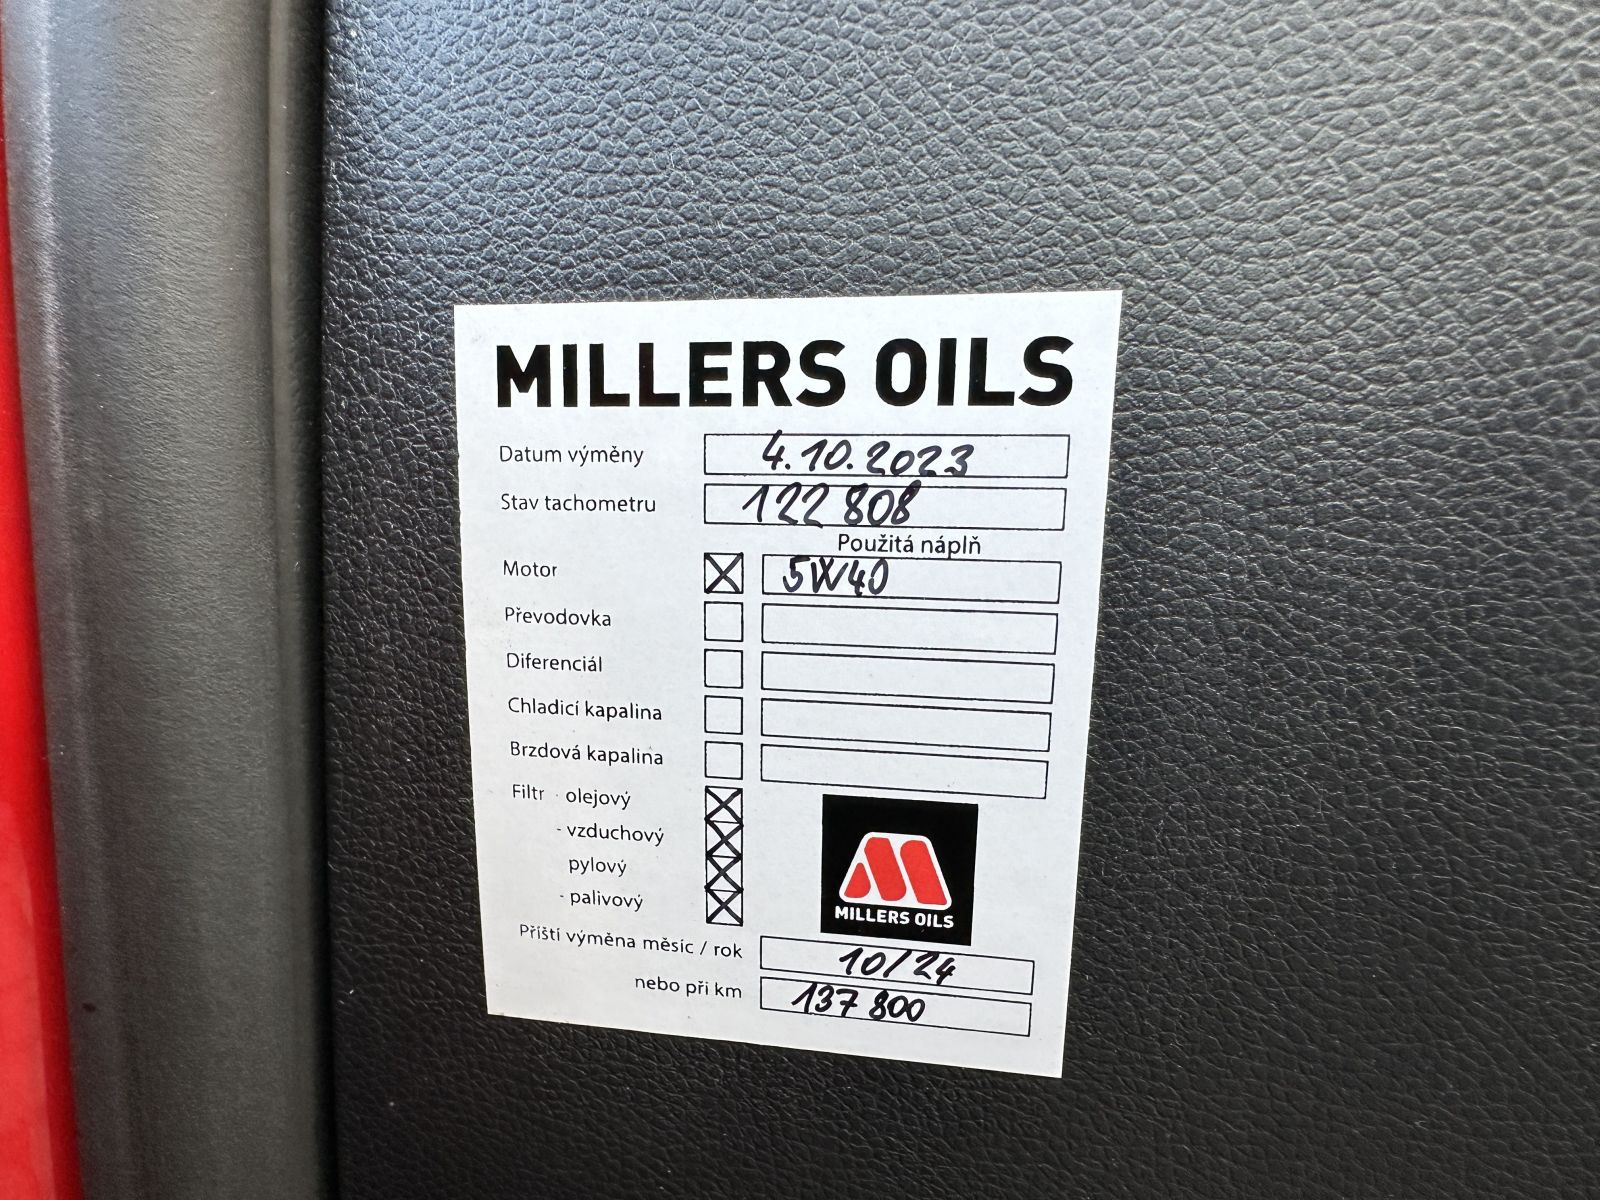 MILLERS OILS
Datum výměny 4.10.2023
Stav tachometru 122 808
Použitá náplň
Motor 5W40
Převodovka
Diferenciál
Chladicí kapalina
Brzdová kapalina
Filtr - olejový
- vzduchový
pylový
- palivový
MILLERS OILS
Příští výměna měsíc / rok 10/24
nebo při km 137 800